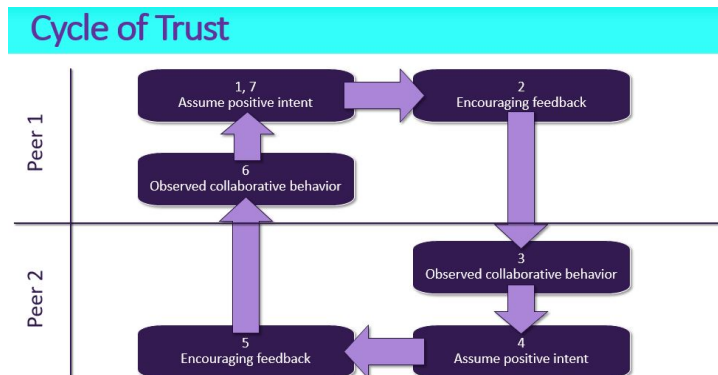 Cycle of Trust
Peer 1
1, 7
Assume positive intent
2
Encouraging feedback
6
Observed collaborative behavior
Peer 2
3
Observed collaborative behavior
5
Encouraging feedback
4
Assume positive intent